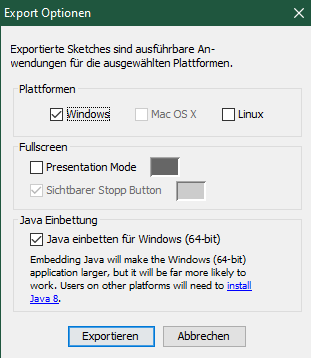 Export Options
Exportierte Sketches sind ausführbare An-
wendungen für die ausgewählten Plattformen.
Plattformen
Windows Mac OS X Linux
Fullscreen
Presentation Mode
Sichtbarer Stopp Button
Java Einbettung
Java einbetten für Windows (64-bit)
Embedding Java will make the Windows (64-bit)
application larger, but it will be far more likely to
work. Users on other platforms will need to install
Java 8.
Exportieren Abbrechen